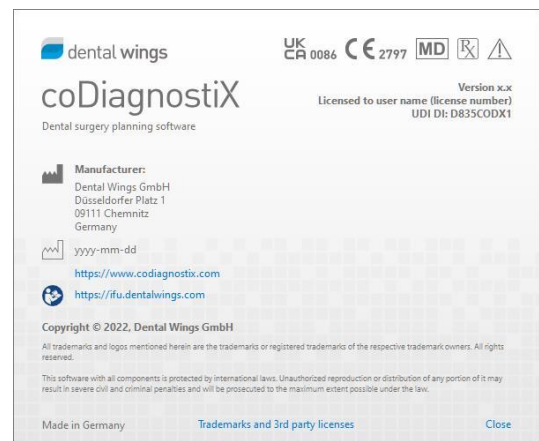 dental wings
UK CA 0086 CE 2797 MD Rx
coDiagnostiX
Version x.x
Licensed to user name (license number)
UDI DI: D835CODX1
Dental surgery planning software
Manufacturer:
Dental Wings GmbH
Düsseldorfer Platz 1
09111 Chemnitz
Germany
yyyy-mm-dd
https://www.codiagnostix.com
https://ifu.dentalwings.com
Copyright © 2022, Dental Wings GmbH
All trademarks and logos mentioned herein are the trademarks or registered trademarks of the respective trademark owners. All rights
reserved.
This software with all components is protected by international laws. Unauthorized reproduction or distribution of any portion of it may
result in severe civil and criminal penalties and will be prosecuted to the maximum extent possible under the law.
Made in Germany
Trademarks and 3rd party licenses
Close